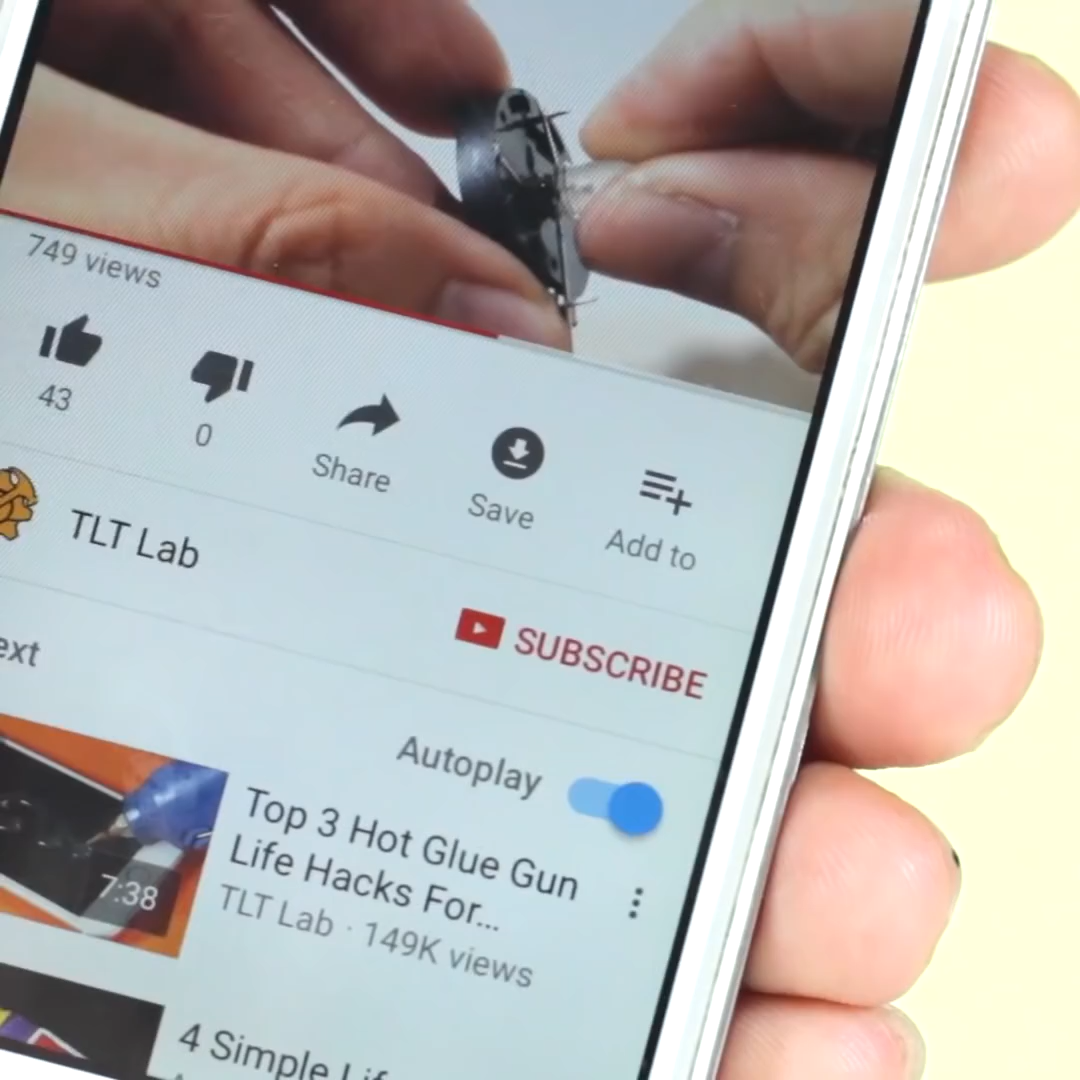 749 views
43
0
Share
Save
Add to
TLT Lab
SUBSCRIBE
Autoplay
7:38
Top 3 Hot Glue Gun
Life Hacks For...
TLT Lab · 149K views
4 Simple